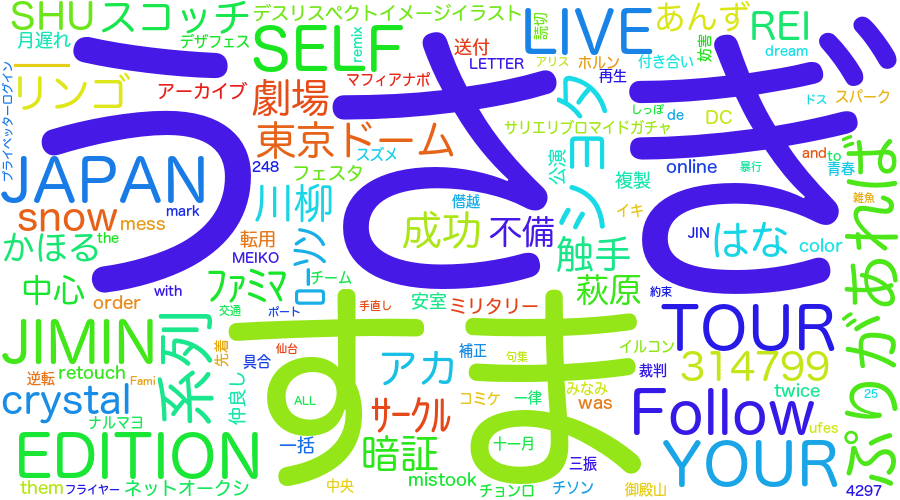 SHU スコッチ デスリスペクトイメージイラスト 読切 LIVE あんず REI
月遅れ デザフェス remix 送付 LETTER アリス ホルン 付き合い 妨害 dream
うさぎ
プライベッターログイン リンゴ アーカイブ 劇場 SELF マフィアナポ 再生 しっぽ ドス スパーク
東京ドーム スズメ サリエリブロマイドガチャ de DC and to 青春
JAPAN 248 フェスタ 公演 ショタ 複製 online 暴行 雑魚
snow mess mark 川柳 僭越 イキ あれば
かほる the 転用 成功 不備 JIN はな color
中心 MEIKO ファミマ ローソン チーム 触手
with 安室 ミリタリー 萩原 約束
order 交通 ポート 手直し TOUR
JIMIN 系列 先着 仙台 すま イルコン 314799 ぷりが
retouch 逆転 Fami 具合 アカ 補正 句集 裁判 twice 25
crystal 仲良し ALL サークル コミケ 一律 みなみ was Follow ufes
ナルマヨ
EDITION 一括 暗証 十一月 三振 YOUR
mistook
them フライヤー ネットオークシ 中央 チョンロ チソン 御殿山 4297